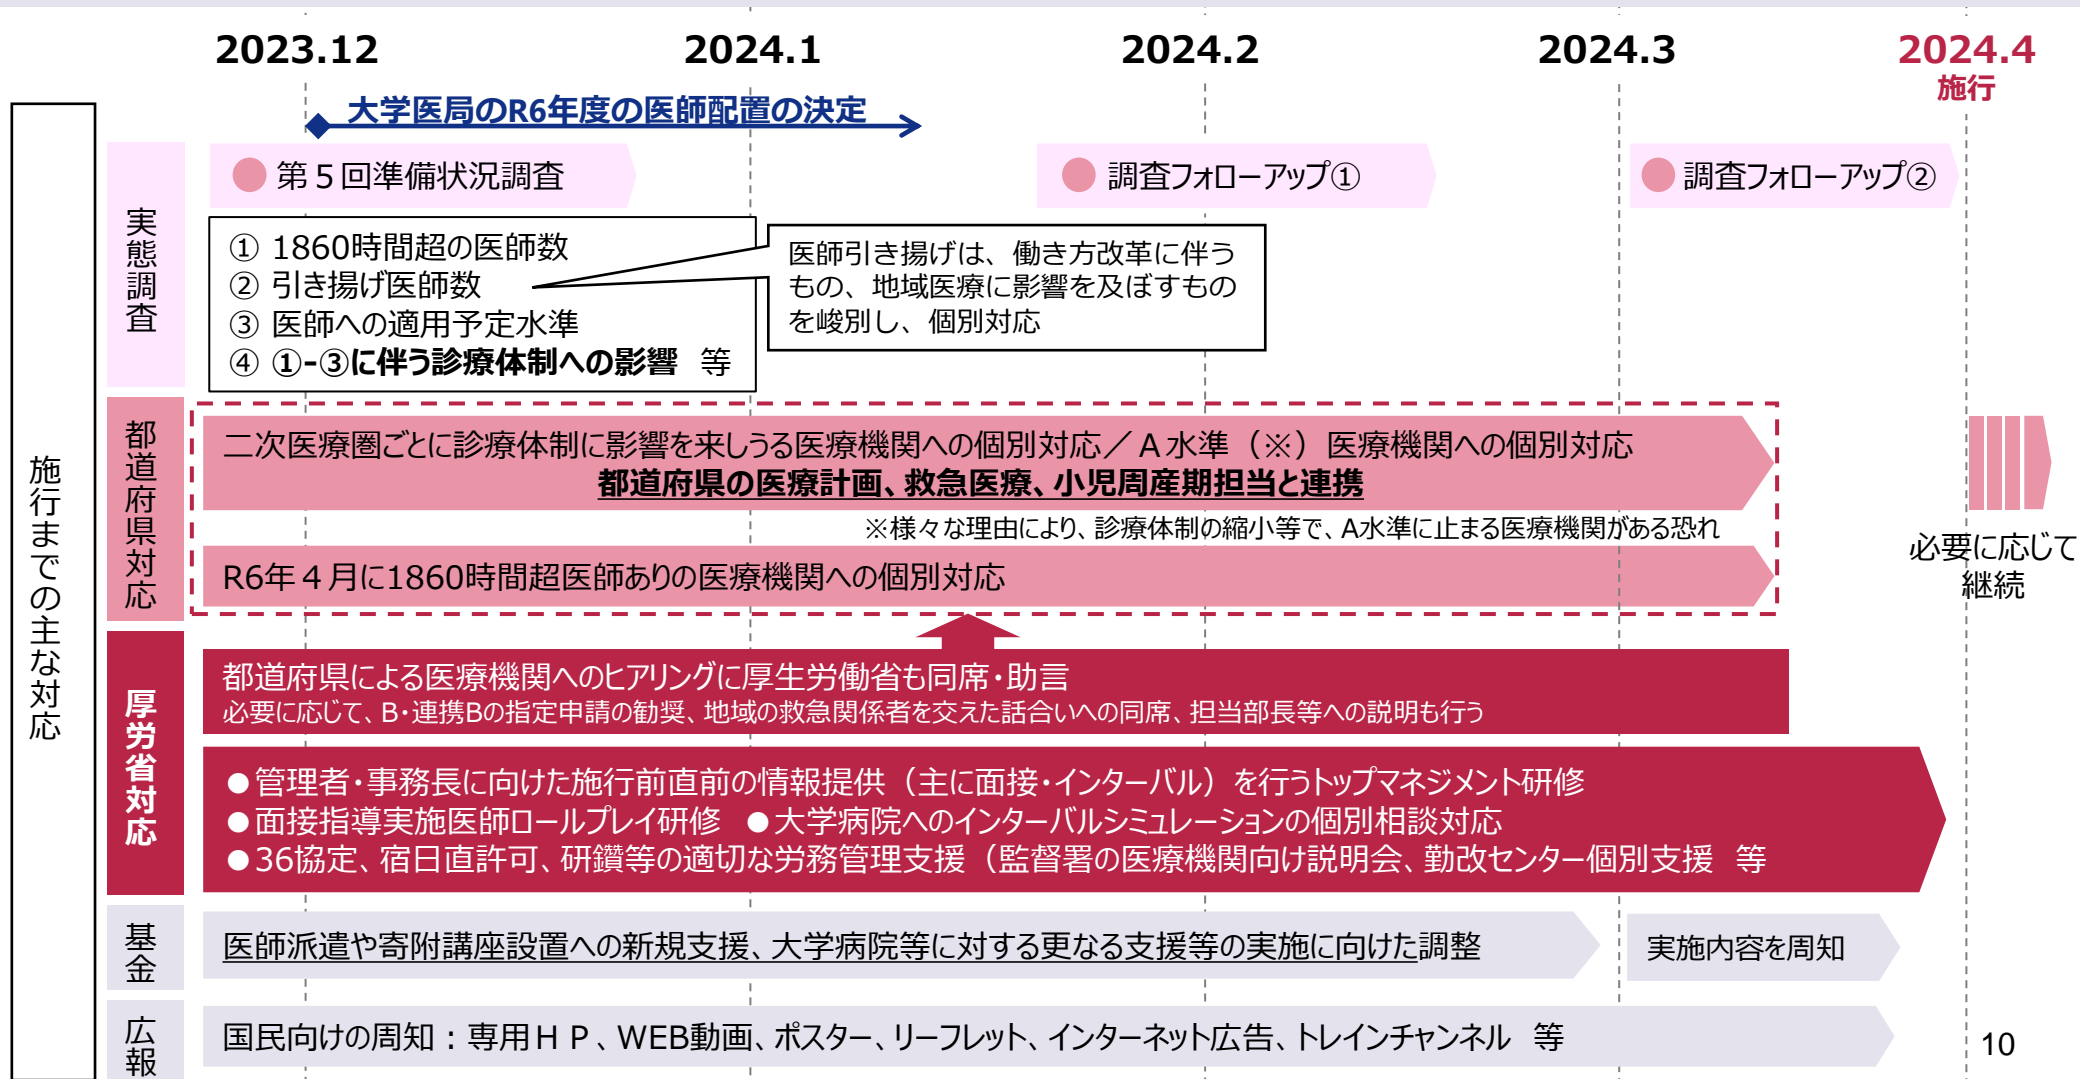 2023.12
2024.1
2024.2
2024.3
2024.4
施行
大学医局のR6年度の医師配置の決定
施行までの主な対応
実態調査
第５回準備状況調査
調査フォローアップ①
調査フォローアップ②
① 1860時間超の医師数
② 引き揚げ医師数
③ 医師への適用予定水準
④ ①-③に伴う診療体制への影響 等
医師引き揚げは、働き方改革に伴う
もの、地域医療に影響を及ぼすもの
を峻別し、個別対応
都道府県対応
二次医療圏ごとに診療体制に影響を来しうる医療機関への個別対応／Ａ水準（※）医療機関への個別対応
都道府県の医療計画、救急医療、小児周産期担当と連携
※様々な理由により、診療体制の縮小等で、A水準に止まる医療機関がある恐れ
R6年４月に1860時間超医師ありの医療機関への個別対応
必要に応じて
継続
厚労省対応
都道府県による医療機関へのヒアリングに厚生労働省も同席・助言
必要に応じて、B・連携Bの指定申請の勧奨、地域の救急関係者を交えた話合いへの同席、担当部長等への説明も行う
●管理者・事務長に向けた施行前直前の情報提供（主に面接・インターバル）を行うトップマネジメント研修
●面接指導実施医師ロールプレイ研修 ●大学病院へのインターバルシミュレーションの個別相談対応
●36協定、宿日直許可、研鑽等の適切な労務管理支援（監督署の医療機関向け説明会、勤改センター個別支援 等
基金
医師派遣や寄附講座設置への新規支援、大学病院等に対する更なる支援等の実施に向けた調整
実施内容を周知
広報
国民向けの周知：専用ＨＰ、WEB動画、ポスター、リーフレット、インターネット広告、トレインチャンネル 等
10